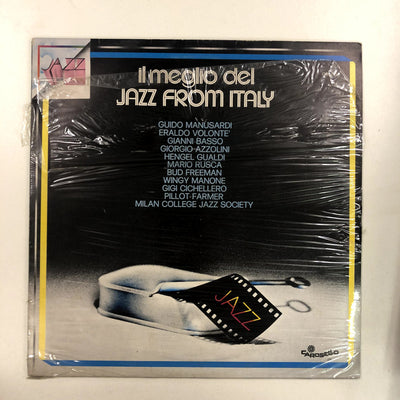 JAZZ
il meglio del
JAZZ FROM ITALY
GUIDO MANUSARDI
ERALDO VOLONTE'
GIANNI BASSO
GIORGIO AZZOLINI
HENGEL GUALDI
MARIO RUSCA
BUD FREEMAN
WINGY MANONE
GIGI CICHELLERO
PILLOT-FARMER
MILAN COLLEGE JAZZ SOCIETY
JAZZ
CAROSELLO